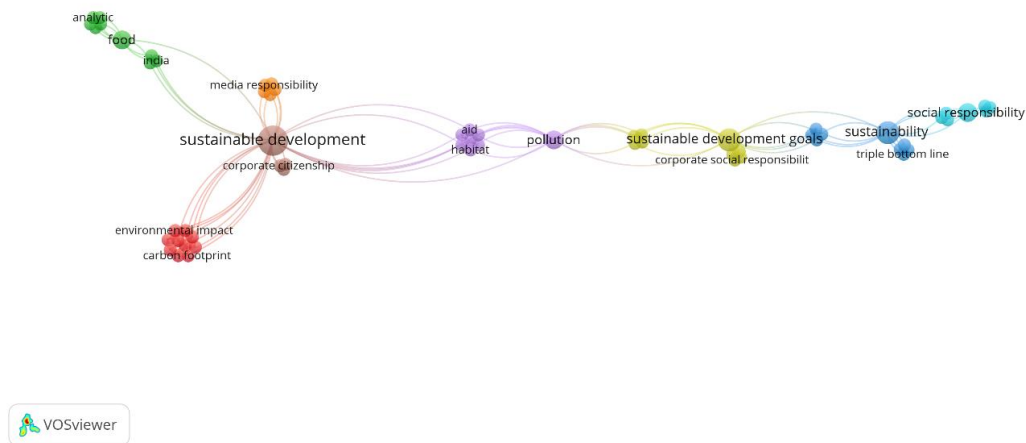 analytic
food
india
media responsibility
sustainable development
corporate citizenship
environmental impact
carbon footprint
aid
habitat
pollution
sustainable development goals
corporate social responsibilit
sustainability
triple bottom line
social responsibility
VOSviewer